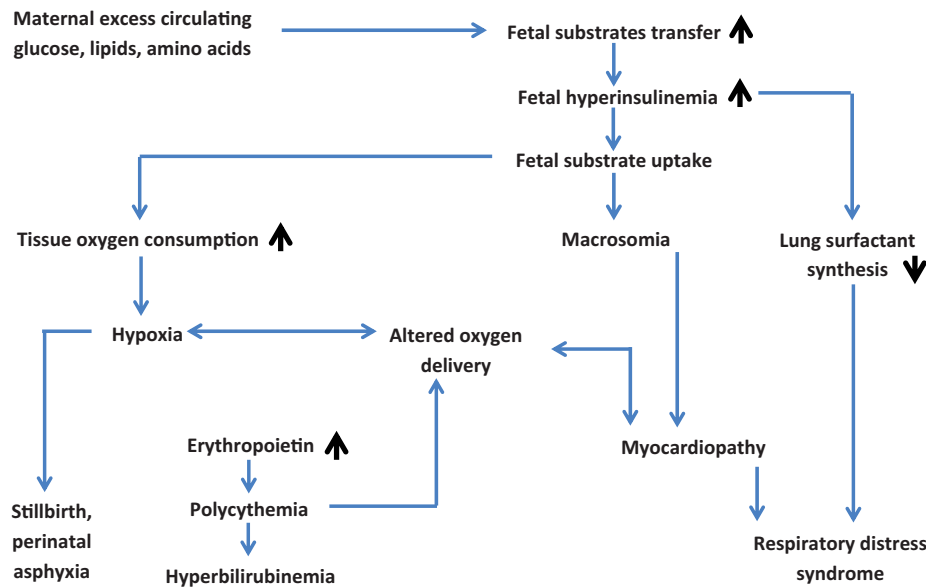 Maternal excess circulating
glucose, lipids, amino acids
Fetal substrates transfer
Fetal hyperinsulinemia
Fetal substrate uptake
Tissue oxygen consumption
Macrosomia
Lung surfactant
synthesis
Hypoxia
Altered oxygen
delivery
Erythropoietin
Myocardiopathy
Polycythemia
Stillbirth,
perinatal
asphyxia
Hyperbilirubinemia
Respiratory distress
syndrome